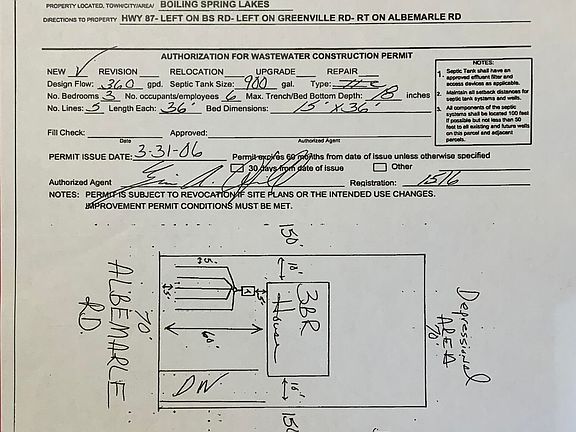 PROPERTY LOCATED, TOWN/CITY/AREA/ BOILING SPRING LAKES
DIRECTIONS TO PROPERTY HWY 87- LEFT ON BS RD- LEFT ON GREENVILLE RD- RT ON ALBEMARLE RD
AUTHORIZATION FOR WASTEWATER CONSTRUCTION PERMIT
NEW ✓ REVISION RELOCATION UPGRADE REPAIR
Design Flow: 360 gpd. Septic Tank Size: 900 gal. Type:
No. Bedrooms 3 No. occupants/employees 6 Max. Trench/Bed Bottom Depth: 18 inches
No. Lines: 5 Length Each: 36' Bed Dimensions: 15' X 36'
NOTES:
1. Septic Tank shall have an
approved effluent filter and
access devices as applicable.
2. Maintain all setback distances for
septic tank systems and wells.
3. All components of the septic
systems shall be located 100 feet
if possible but not less than 50
feet to all existing and future wells
on this parcel and adjacent
parcels.
Fill Check: Approved:
Date Authorized Agent
PERMIT ISSUE DATE: 3-31-06 Permit expires 60 months from date of issue unless otherwise specified
30 days from date of issue Other
Authorized Agent Registration: 1516
NOTES: PERMIT IS SUBJECT TO REVOCATION IF SITE PLANS OR THE INTENDED USE CHANGES.
IMPROVEMENT PERMIT CONDITIONS MUST BE MET.
150'
10'
3BR
House
5'
60'
DW
10'
150'
70'
ALBEMARLE
RD.
Depressional
AREA
70'